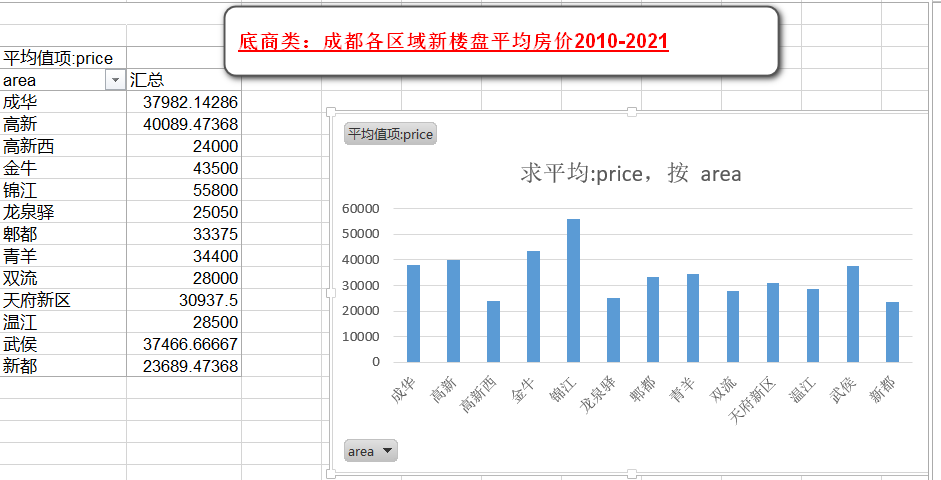 底商类：成都各区域新楼盘平均房价2010-2021
平均值项:price
area 汇总
成华 37982.14286
高新 40089.47368
高新西 24000
金牛 43500
锦江 55800
龙泉驿 25050
郫都 33375
青羊 34400
双流 28000
天府新区 30937.5
温江 28500
武侯 37466.66667
新都 23689.47368
平均值项:price
求平均:price，按 area
60000
50000
40000
30000
20000
10000
0
成华 高新 高新西 金牛 锦江 龙泉驿 郫都 青羊 双流 天府新区 温江 武侯 新都
area